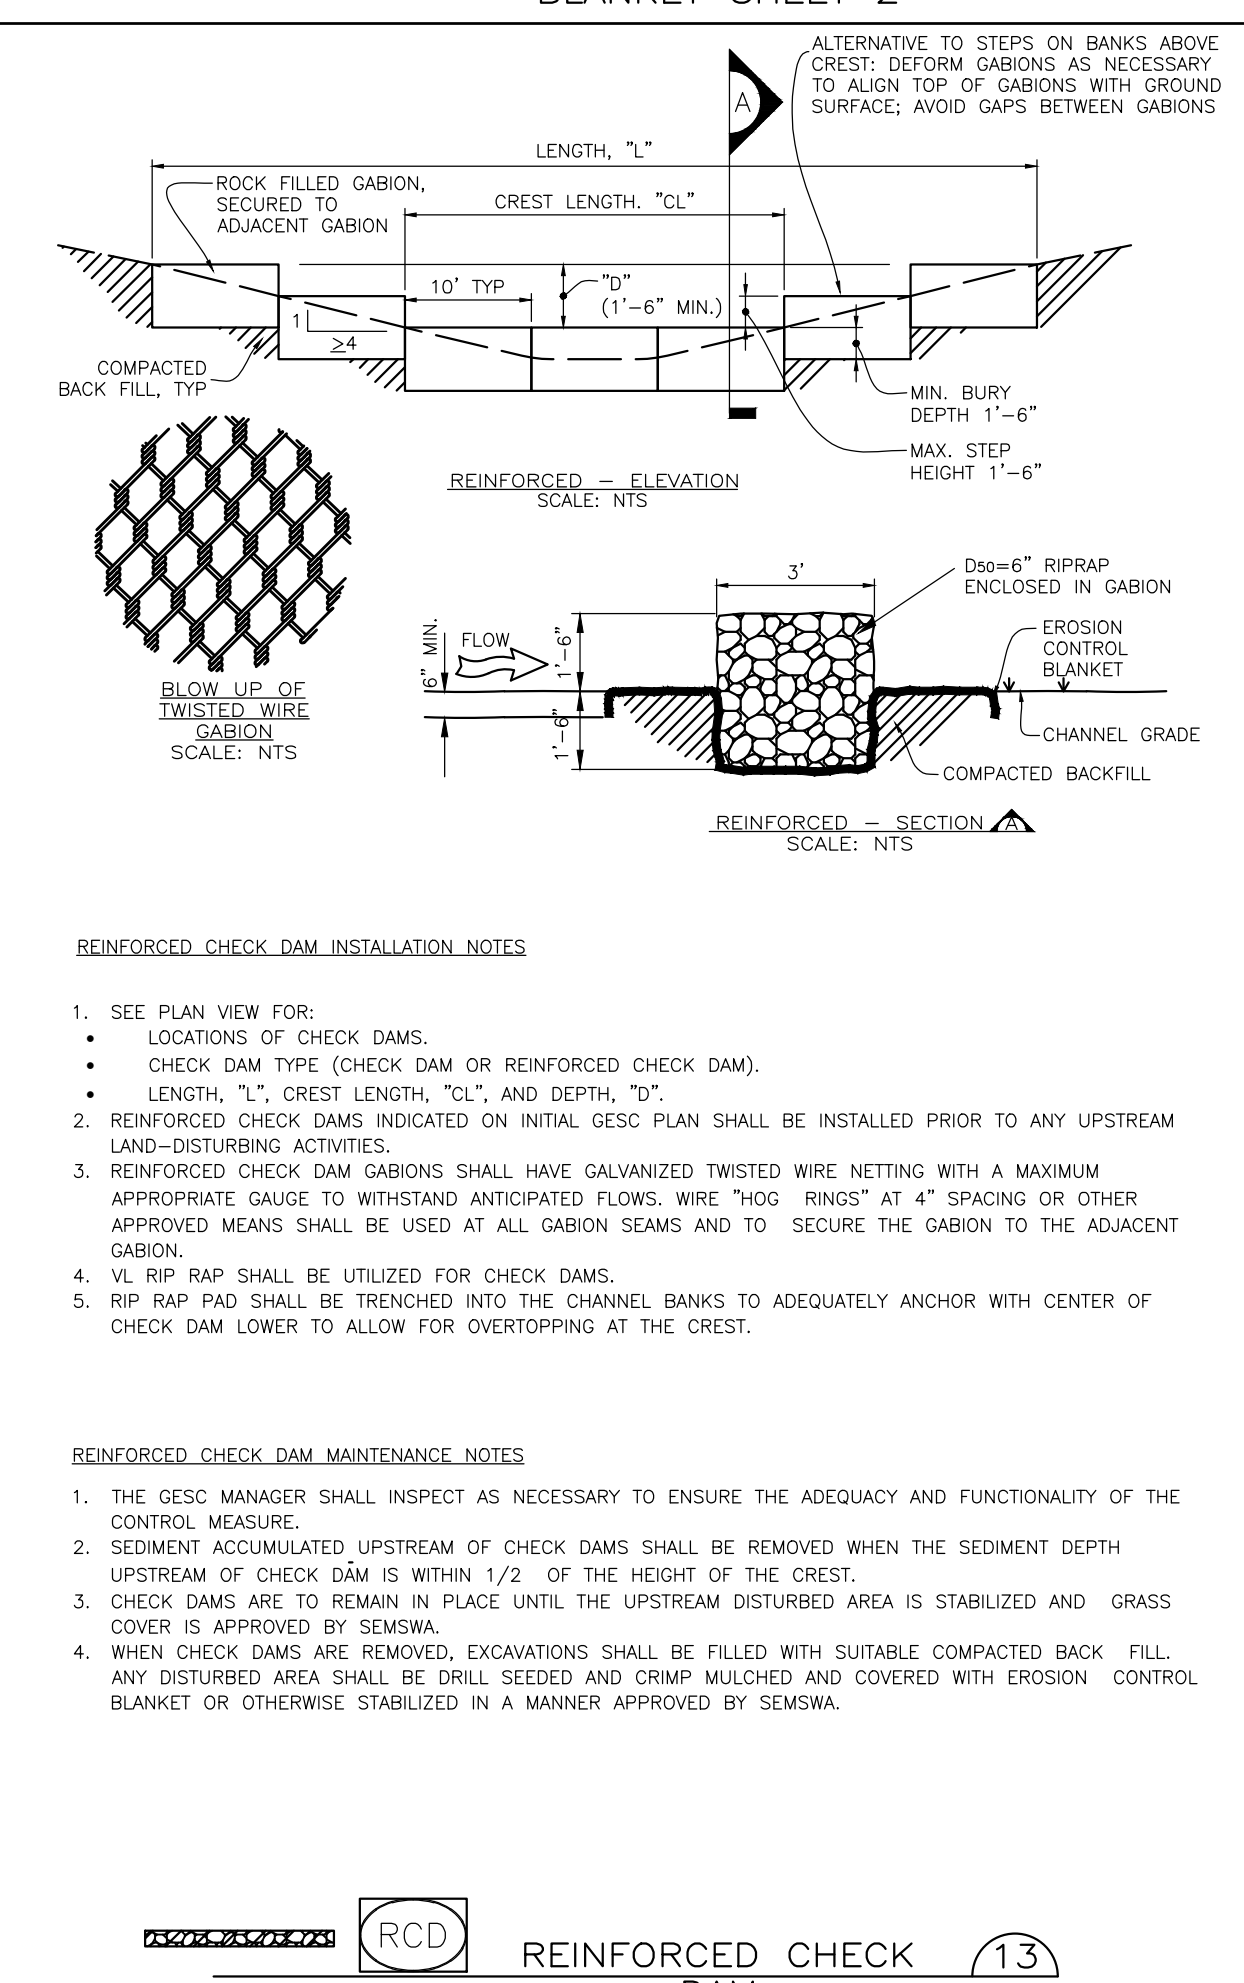 BLANKET SHEET 2
ALTERNATIVE TO STEPS ON BANKS ABOVE
CREST: DEFORM GABIONS AS NECESSARY
TO ALIGN TOP OF GABIONS WITH GROUND
SURFACE; AVOID GAPS BETWEEN GABIONS
A
LENGTH, "L"
ROCK FILLED GABION,
SECURED TO
ADJACENT GABION
CREST LENGTH. "CL"
10' TYP
"D"
(1'-6" MIN.)
1
≥4
COMPACTED
BACK FILL, TYP
MIN. BURY
DEPTH 1'-6"
MAX. STEP
HEIGHT 1'-6"
REINFORCED - ELEVATION
SCALE: NTS
BLOW UP OF
TWISTED WIRE
GABION
SCALE: NTS
3'
D50=6" RIPRAP
ENCLOSED IN GABION
6" MIN.
FLOW
1'-6"
1'-6"
EROSION
CONTROL
BLANKET
CHANNEL GRADE
COMPACTED BACKFILL
REINFORCED - SECTION A
SCALE: NTS
REINFORCED CHECK DAM INSTALLATION NOTES
1. SEE PLAN VIEW FOR:
• LOCATIONS OF CHECK DAMS.
• CHECK DAM TYPE (CHECK DAM OR REINFORCED CHECK DAM).
• LENGTH, "L", CREST LENGTH, "CL", AND DEPTH, "D".
2. REINFORCED CHECK DAMS INDICATED ON INITIAL GESC PLAN SHALL BE INSTALLED PRIOR TO ANY UPSTREAM
LAND-DISTURBING ACTIVITIES.
3. REINFORCED CHECK DAM GABIONS SHALL HAVE GALVANIZED TWISTED WIRE NETTING WITH A MAXIMUM
APPROPRIATE GAUGE TO WITHSTAND ANTICIPATED FLOWS. WIRE "HOG RINGS" AT 4" SPACING OR OTHER
APPROVED MEANS SHALL BE USED AT ALL GABION SEAMS AND TO SECURE THE GABION TO THE ADJACENT
GABION.
4. VL RIP RAP SHALL BE UTILIZED FOR CHECK DAMS.
5. RIP RAP PAD SHALL BE TRENCHED INTO THE CHANNEL BANKS TO ADEQUATELY ANCHOR WITH CENTER OF
CHECK DAM LOWER TO ALLOW FOR OVERTOPPING AT THE CREST.
REINFORCED CHECK DAM MAINTENANCE NOTES
1. THE GESC MANAGER SHALL INSPECT AS NECESSARY TO ENSURE THE ADEQUACY AND FUNCTIONALITY OF THE
CONTROL MEASURE.
2. SEDIMENT ACCUMULATED UPSTREAM OF CHECK DAMS SHALL BE REMOVED WHEN THE SEDIMENT DEPTH
UPSTREAM OF CHECK DAM IS WITHIN 1/2 OF THE HEIGHT OF THE CREST.
3. CHECK DAMS ARE TO REMAIN IN PLACE UNTIL THE UPSTREAM DISTURBED AREA IS STABILIZED AND GRASS
COVER IS APPROVED BY SEMSWA.
4. WHEN CHECK DAMS ARE REMOVED, EXCAVATIONS SHALL BE FILLED WITH SUITABLE COMPACTED BACK FILL.
ANY DISTURBED AREA SHALL BE DRILL SEEDED AND CRIMP MULCHED AND COVERED WITH EROSION CONTROL
BLANKET OR OTHERWISE STABILIZED IN A MANNER APPROVED BY SEMSWA.
RCD
REINFORCED CHECK
DAM
13